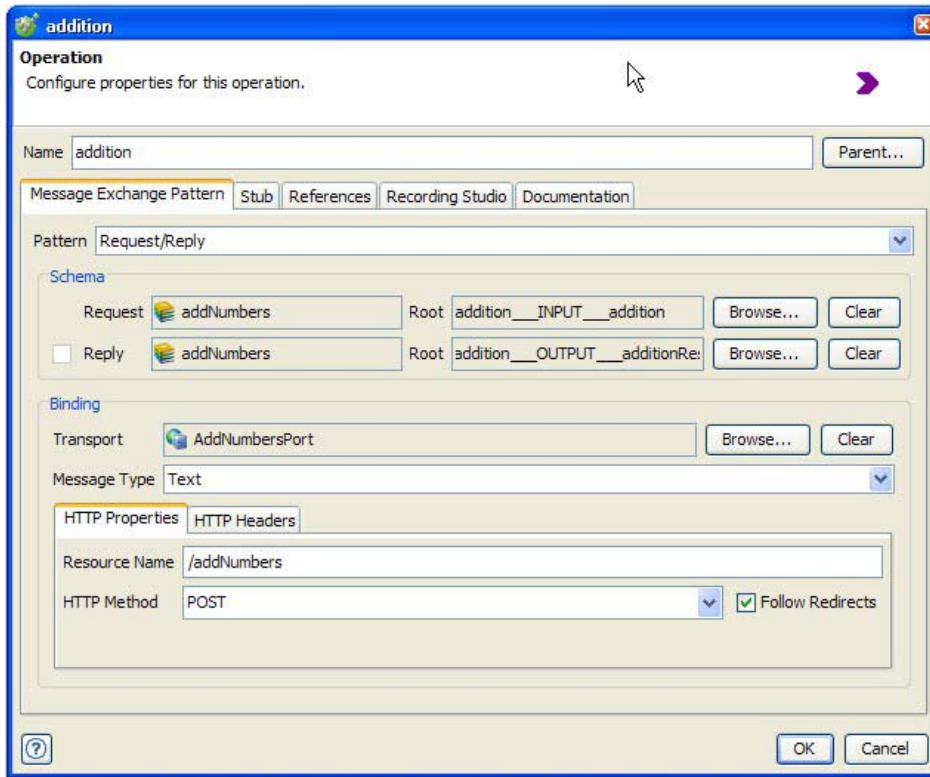 addition
Operation
Configure properties for this operation.
Name addition Parent...
Message Exchange Pattern Stub References Recording Studio Documentation
Pattern Request/Reply
Schema
Request addNumbers Root addition___INPUT___addition Browse... Clear
Reply addNumbers Root addition___OUTPUT___additionRes Browse... Clear
Binding
Transport AddNumbersPort Browse... Clear
Message Type Text
HTTP Properties HTTP Headers
Resource Name /addNumbers
HTTP Method POST Follow Redirects
? OK Cancel